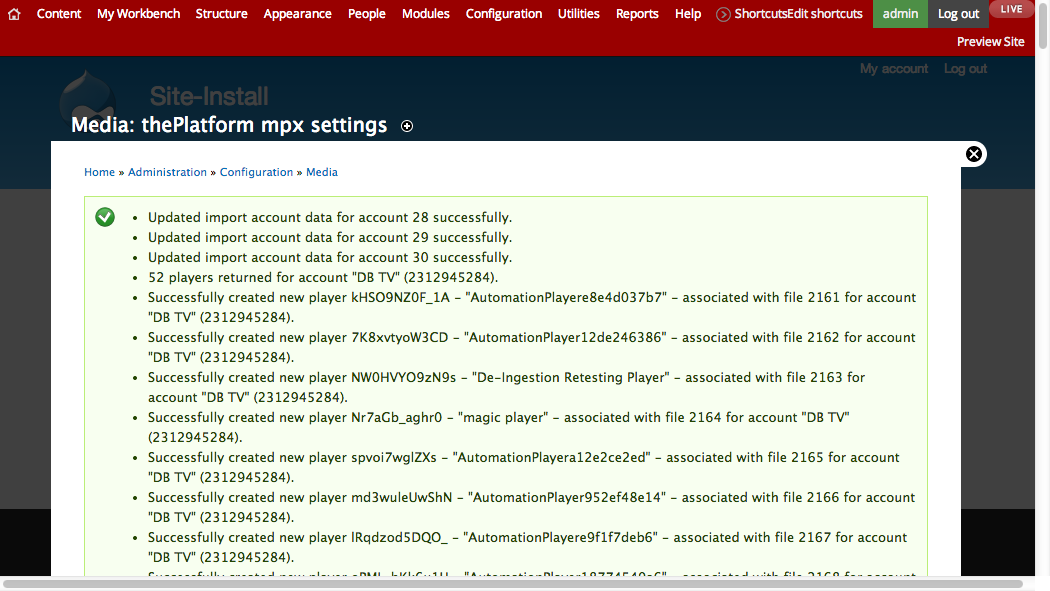 Content My Workbench Structure Appearance People Modules Configuration Utilities Reports Help ShortcutsEdit shortcuts admin Log out LIVE
Preview Site
My account Log out
Site-Install
Media: thePlatform mpx settings
Home » Administration » Configuration » Media
• Updated import account data for account 28 successfully.
• Updated import account data for account 29 successfully.
• Updated import account data for account 30 successfully.
• 52 players returned for account "DB TV" (2312945284).
• Successfully created new player kHSO9NZ0F_1A - "AutomationPlayere8e4d037b7" - associated with file 2161 for account
"DB TV" (2312945284).
• Successfully created new player 7K8xvtyoW3CD - "AutomationPlayer12de246386" - associated with file 2162 for account
"DB TV" (2312945284).
• Successfully created new player NW0HVYO9zN9s - "De-Ingestion Retesting Player" - associated with file 2163 for
account "DB TV" (2312945284).
• Successfully created new player Nr7aGb_aghr0 - "magic player" - associated with file 2164 for account "DB TV"
(2312945284).
• Successfully created new player spvoi7wglZXs - "AutomationPlayera12e2ce2ed" - associated with file 2165 for account
"DB TV" (2312945284).
• Successfully created new player md3wuleUwShN - "AutomationPlayer952ef48e14" - associated with file 2166 for account
"DB TV" (2312945284).
• Successfully created new player lRqdzod5DQO_ - "AutomationPlayere9f1f7deb6" - associated with file 2167 for account
"DB TV" (2312945284).